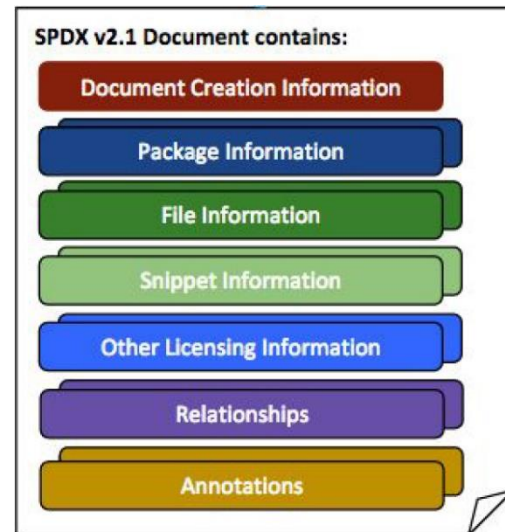 SPDX v2.1 Document contains:
Document Creation Information
Package Information
File Information
Snippet Information
Other Licensing Information
Relationships
Annotations